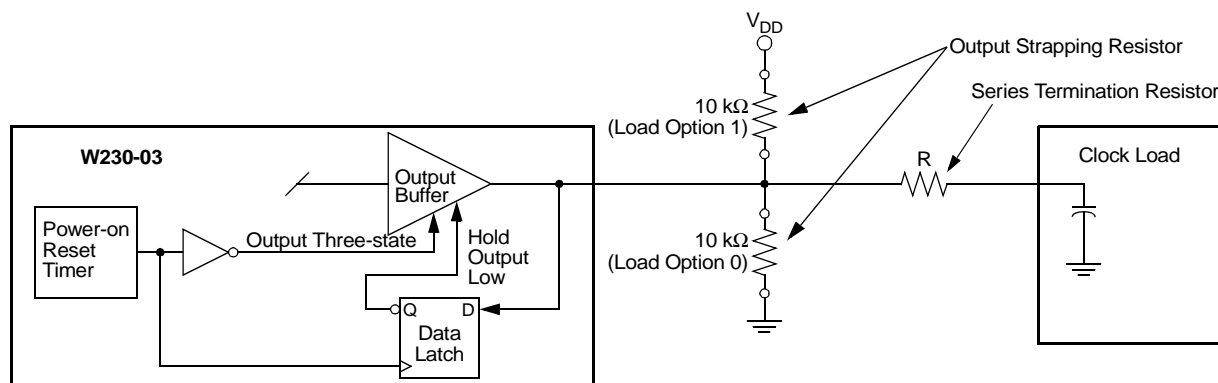 V_DD
Output Strapping Resistor
Series Termination Resistor
10 kΩ
(Load Option 1)
W230-03
Clock Load
R
Output
Buffer
Power-on
Reset
Timer
Output Three-state
Hold
Output
Low
10 kΩ
(Load Option 0)
Q
D
Data
Latch